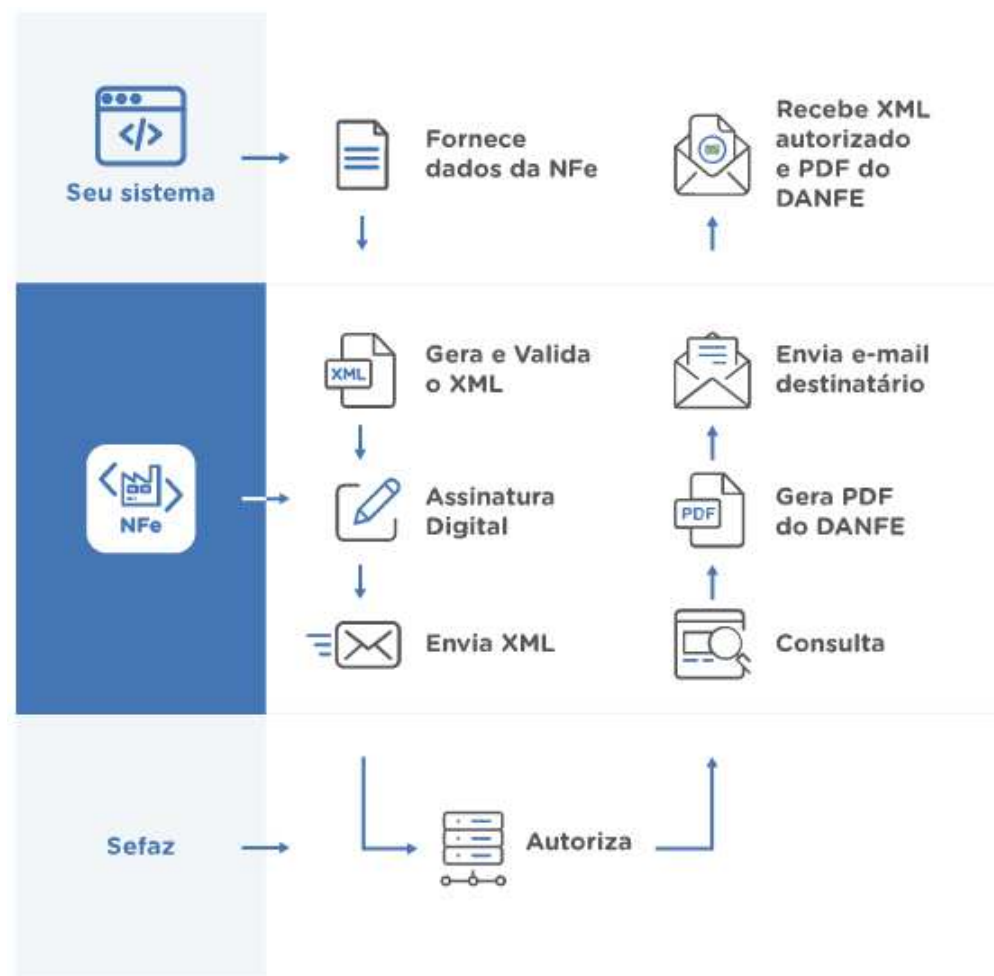 </>
Seu sistema
Fornece
dados da NFe
Recebe XML
autorizado
e PDF do
DANFE
XML
Gera e Valida
o XML
Envia e-mail
destinatário
NFe
Assinatura
Digital
PDF
Gera PDF
do DANFE
Envia XML
Consulta
Sefaz
Autoriza